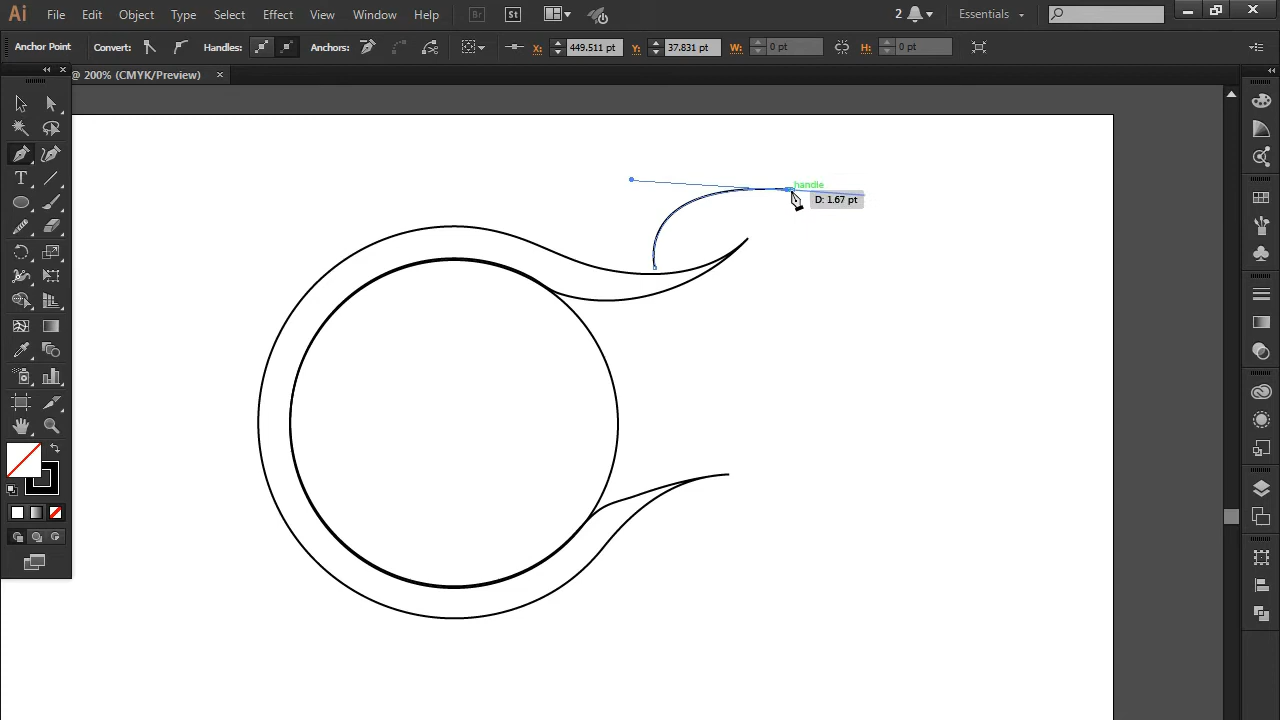 Ai File Edit Object Type Select Effect View Window Help Br St 2 Essentials
Anchor Point Convert: Handles: Anchors: X: 449.511 pt Y: 37.831 pt W: 0 pt H: 0 pt
@ 200% (CMYK/Preview) ×
handle
D: 1.67 pt